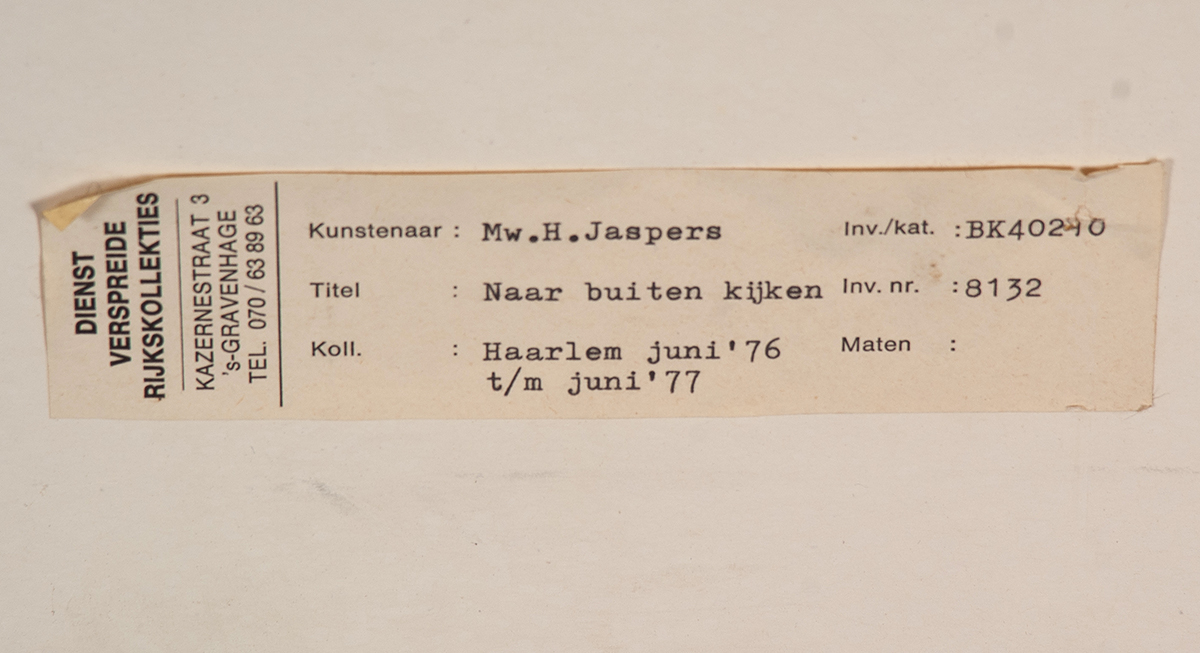 DIENST
VERSPREIDE
RIJKSKOLLEKTIES
KAZERNESTRAAT 3
's-GRAVENHAGE
TEL. 070/63 89 63
Kunstenaar : Mw.H.Jaspers
Titel : Naar buiten kijken
Koll. : Haarlem juni'76
t/m juni'77
Inv./kat. :
Inv. nr. :8132
Maten :